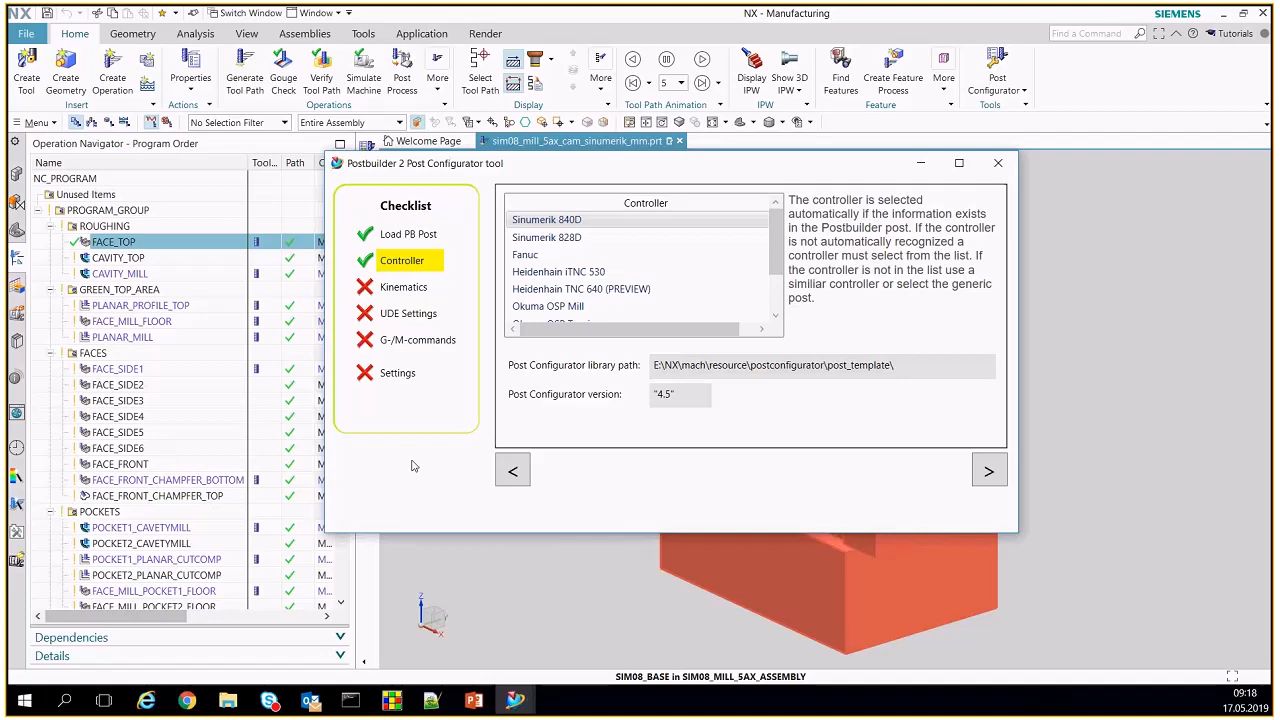 NX
Switch Window
Window
NX - Manufacturing
SIEMENS
File
Home
Geometry
Analysis
View
Assemblies
Tools
Application
Render
Find a Command
Tutorials
Create Tool
Create Geometry
Create Operation
Properties
Generate Tool Path
Gouge Check
Verify Tool Path
Simulate Machine
Post Process
More
Select Tool Path
More
5
Display IPW
Show 3D IPW
Find Features
Create Feature Process
More
Post Configurator
Insert
Actions
Operations
Display
Tool Path Animation
IPW
Feature
Tools
Menu
No Selection Filter
Entire Assembly
Operation Navigator - Program Order
Welcome Page
sim08_mill_5ax_cam_sinumerik_mm.prt
Name
Tool...
Path
NC_PROGRAM
Unused Items
PROGRAM_GROUP
ROUGHING
FACE_TOP
CAVITY_TOP
CAVITY_MILL
GREEN_TOP_AREA
PLANAR_PROFILE_TOP
FACE_MILL_FLOOR
PLANAR_MILL
FACES
FACE_SIDE1
FACE_SIDE2
FACE_SIDE3
FACE_SIDE4
FACE_SIDE5
FACE_SIDE6
FACE_FRONT
FACE_FRONT_CHAMPFER_BOTTOM
FACE_FRONT_CHAMPFER_TOP
POCKETS
POCKET1_CAVETYMILL
POCKET2_CAVETYMILL M...
POCKET1_PLANAR_CUTCOMP M...
POCKET2_PLANAR_CUTCOMP M...
FACE_MILL_POCKET1_FLOOR M...
FACE_MILL_POCKET2_FLOOR M...
Dependencies
Details
Postbuilder 2 Post Configurator tool
Checklist
Load PB Post
Controller
Kinematics
UDE Settings
G-/M-commands
Settings
Controller
Sinumerik 840D
Sinumerik 828D
Fanuc
Heidenhain iTNC 530
Heidenhain TNC 640 (PREVIEW)
Okuma OSP Mill
The controller is selected
automatically if the information exists
in the Postbuilder post. If the controller
is not automatically recognized a
controller must select from the list. If
the controller is not in the list use a
similiar controller or select the generic
post.
Post Configurator library path: E:\NX\mach\resource\postconfigurator\post_template\
Post Configurator version: "4.5"
<
>
Z
X
Y
SIM08_BASE in SIM08_MILL_5AX_ASSEMBLY
09:18
17.05.2019